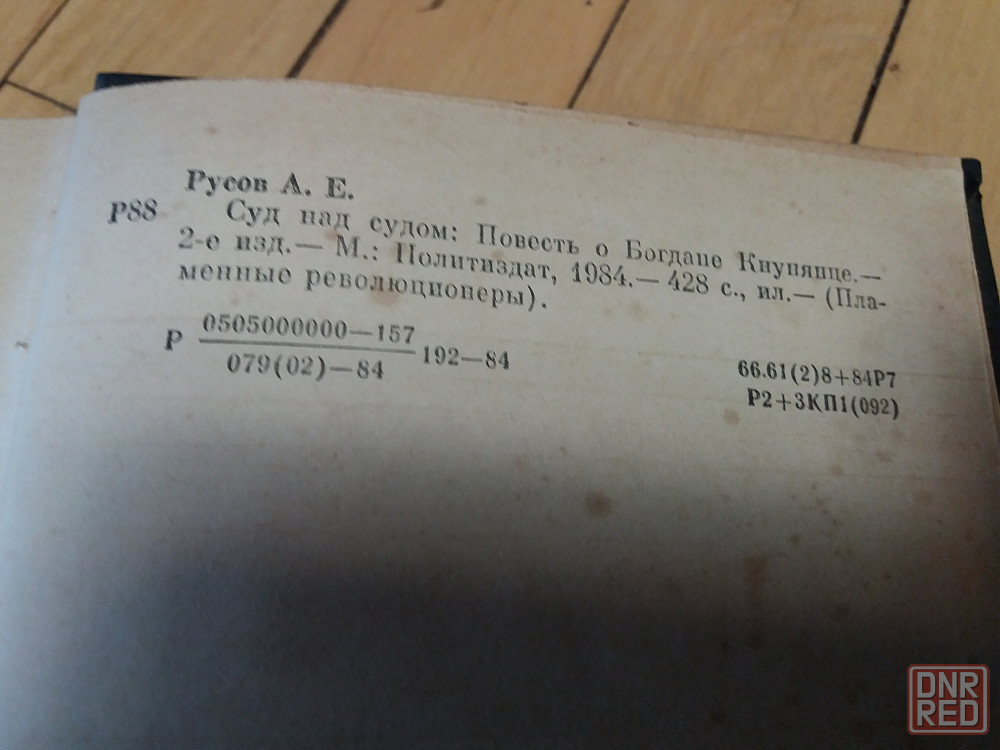 Русов А. Е.
Р88 Суд над судом: Повесть о Богдане Кнунянце.—
2-е изд.— М.: Политиздат, 1984.— 428 с., ил.— (Пла-
менные революционеры).
Р 0505000000—157
079(02)—84 192—84
66.61(2)8+84Р7
Р2+3КП1(092)
DNR
RED